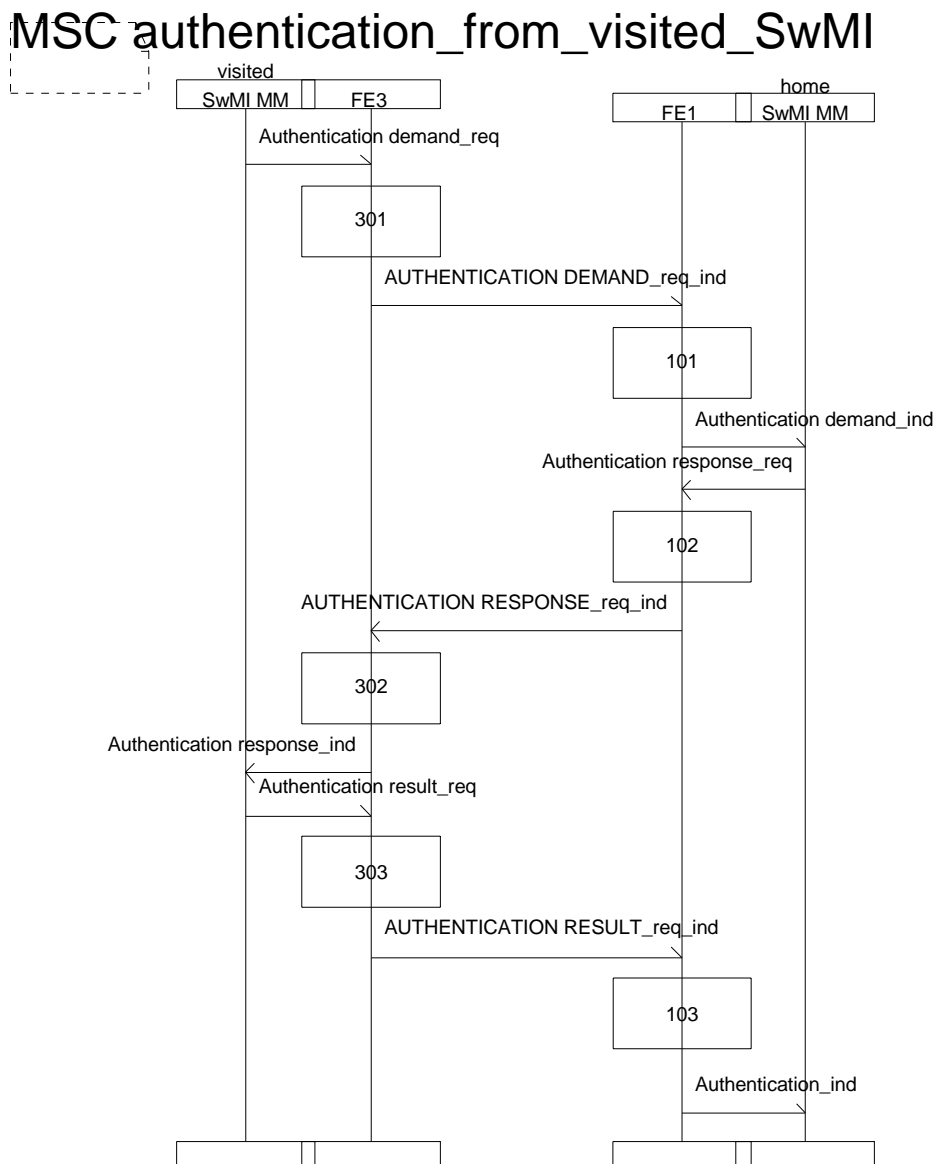 MSC authentication_from_visited_SwMI
visited
SwMI MM
FE3
home
FE1
SwMI MM
Authentication demand_req
301
AUTHENTICATION DEMAND_req_ind
101
Authentication demand_ind
Authentication response_req
102
AUTHENTICATION RESPONSE_req_ind
302
Authentication response_ind
Authentication result_req
303
AUTHENTICATION RESULT_req_ind
103
Authentication_ind